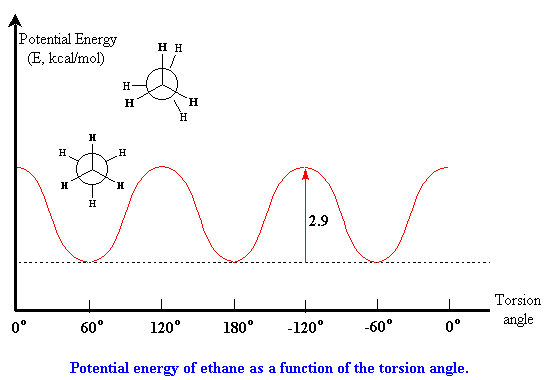 Potential Energy
(E, kcal/mol)
H H
H
H H
H
H
H H
H H
H
2.9
Torsion
angle
0° 60° 120° 180° -120° -60° 0°
Potential energy of ethane as a function of the torsion angle.